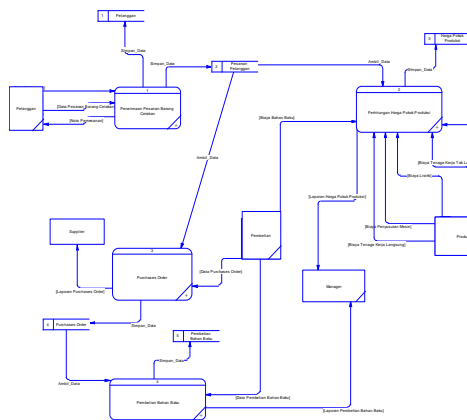 1 Pelanggan
3 Harga Pokok
Produksi
Simpan_Data
Simpan_Data
2 Pesanan
Pelanggan
Ambil_Data
Simpan_Data
Pelanggan
1
Penerimaan Pesanan Barang
Cetakan
[Data Pesanan Barang Cetakan]
[Nota Pemesanan]
2
Perhitungan Harga Pokok Produksi
[Biaya Bahan Baku]
[Biaya Tenaga Kerja Tak La
Ambil_Data
[Biaya Listrik]
[Laporan Harga Pokok Produksi]
Supplier
Pembelian
[Biaya Penyusutan Mesin]
Produ
3
Purchases Order
[Biaya Tenaga Kerja Langsung]
[Data Purchases Order]
Manager
[Laporan Purchases Order]
4 Purchases Order
Simpan_Data
5 Pembelian
Bahan Baku
Simpan_Data
Ambil_Data
4
Pembelian Bahan Baku
[Data Pembelian Bahan Baku]
[Laporan Pembelian Bahan Baku]